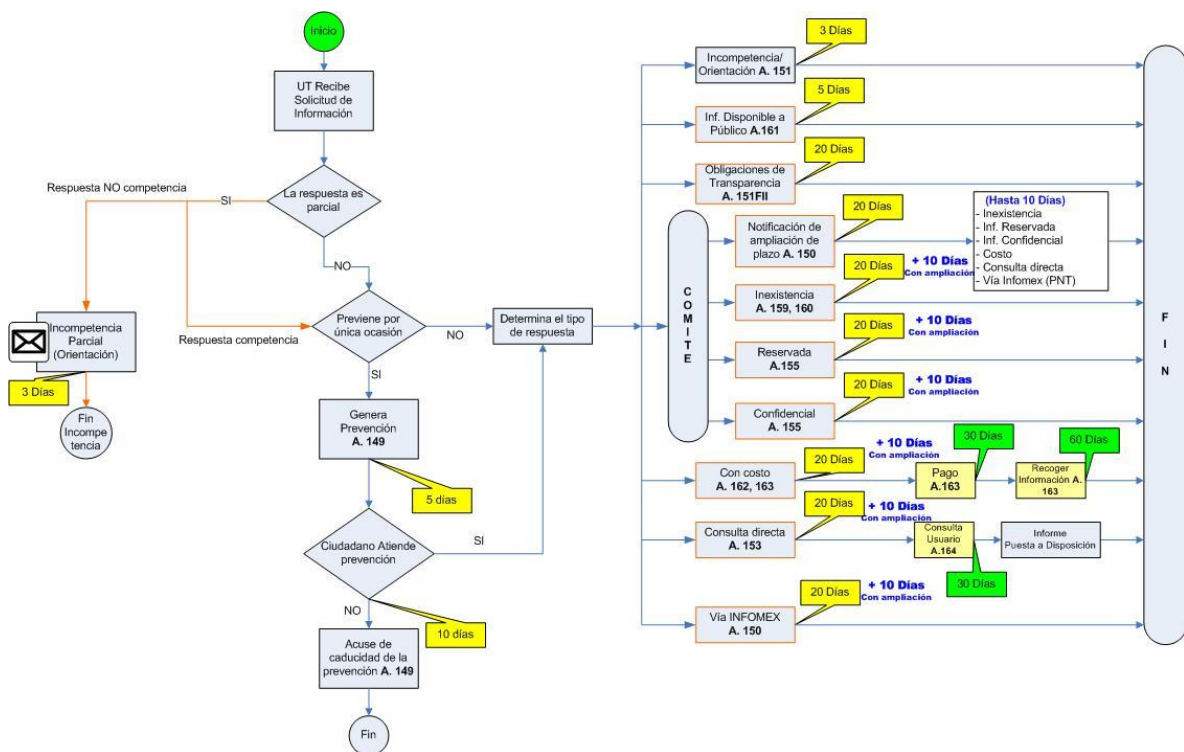 Inicio
UT Recibe
Solicitud de
Información
La respuesta es
parcial
Respuesta NO competencia
SI
NO
Incompetencia
Parcial
(Orientación)
3 Días
Fin
Incompe
tencia
Respuesta competencia
Previene por
única ocasión
NO
SI
Determina el tipo
de respuesta
Genera
Prevención
A. 149
5 días
Ciudadano Atiende
prevención
SI
NO
10 días
Acuse de
caducidad de la
prevención A. 149
Fin
Incompetencia/
Orientación A. 151
3 Días
Inf. Disponible a
Público A.161
5 Días
Obligaciones de
Transparencia
A. 151FII
20 Días
COMITE
Notificación de
ampliación de
plazo A. 150
20 Días
(Hasta 10 Días)
- Inexistencia
- Inf. Reservada
- Inf. Confidencial
- Costo
- Consulta directa
- Vía Infomex (PNT)
Inexistencia
A. 159, 160
20 Días
+ 10 Días
Con ampliación
Reservada
A.155
20 Días
+ 10 Días
Con ampliación
Confidencial
A. 155
20 Días
+ 10 Días
Con ampliación
Con costo
A. 162, 163
20 Días
+ 10 Días
Con ampliación
Pago
A.163
30 Días
Recoger
Información A.
163
60 Días
Consulta directa
A. 153
20 Días
+ 10 Días
Con ampliación
Consulta
Usuario
A.164
30 Días
Informe
Puesta a Disposición
Vía INFOMEX
A. 150
20 Días
+ 10 Días
Con ampliación
FIN